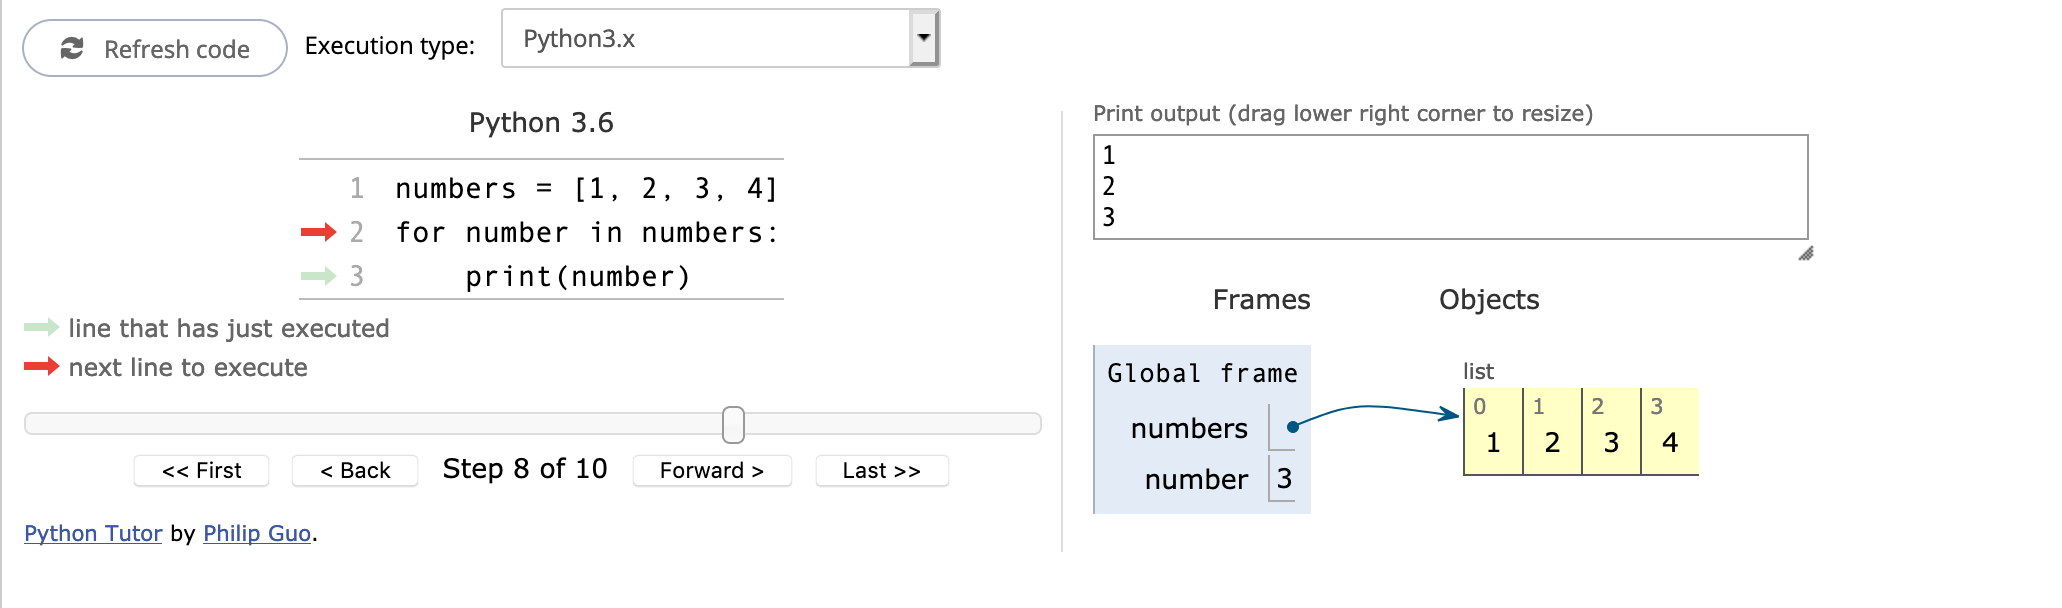 Refresh code
Execution type:
Python3.x
Python 3.6
1 numbers = [1, 2, 3, 4]
2 for number in numbers:
3     print(number)
line that has just executed
next line to execute
<< First
< Back
Step 8 of 10
Forward >
Last >>
Python Tutor by Philip Guo.
Print output (drag lower right corner to resize)
1
2
3
Frames
Objects
Global frame
numbers
number 3
list
0 1 2 3
1 2 3 4